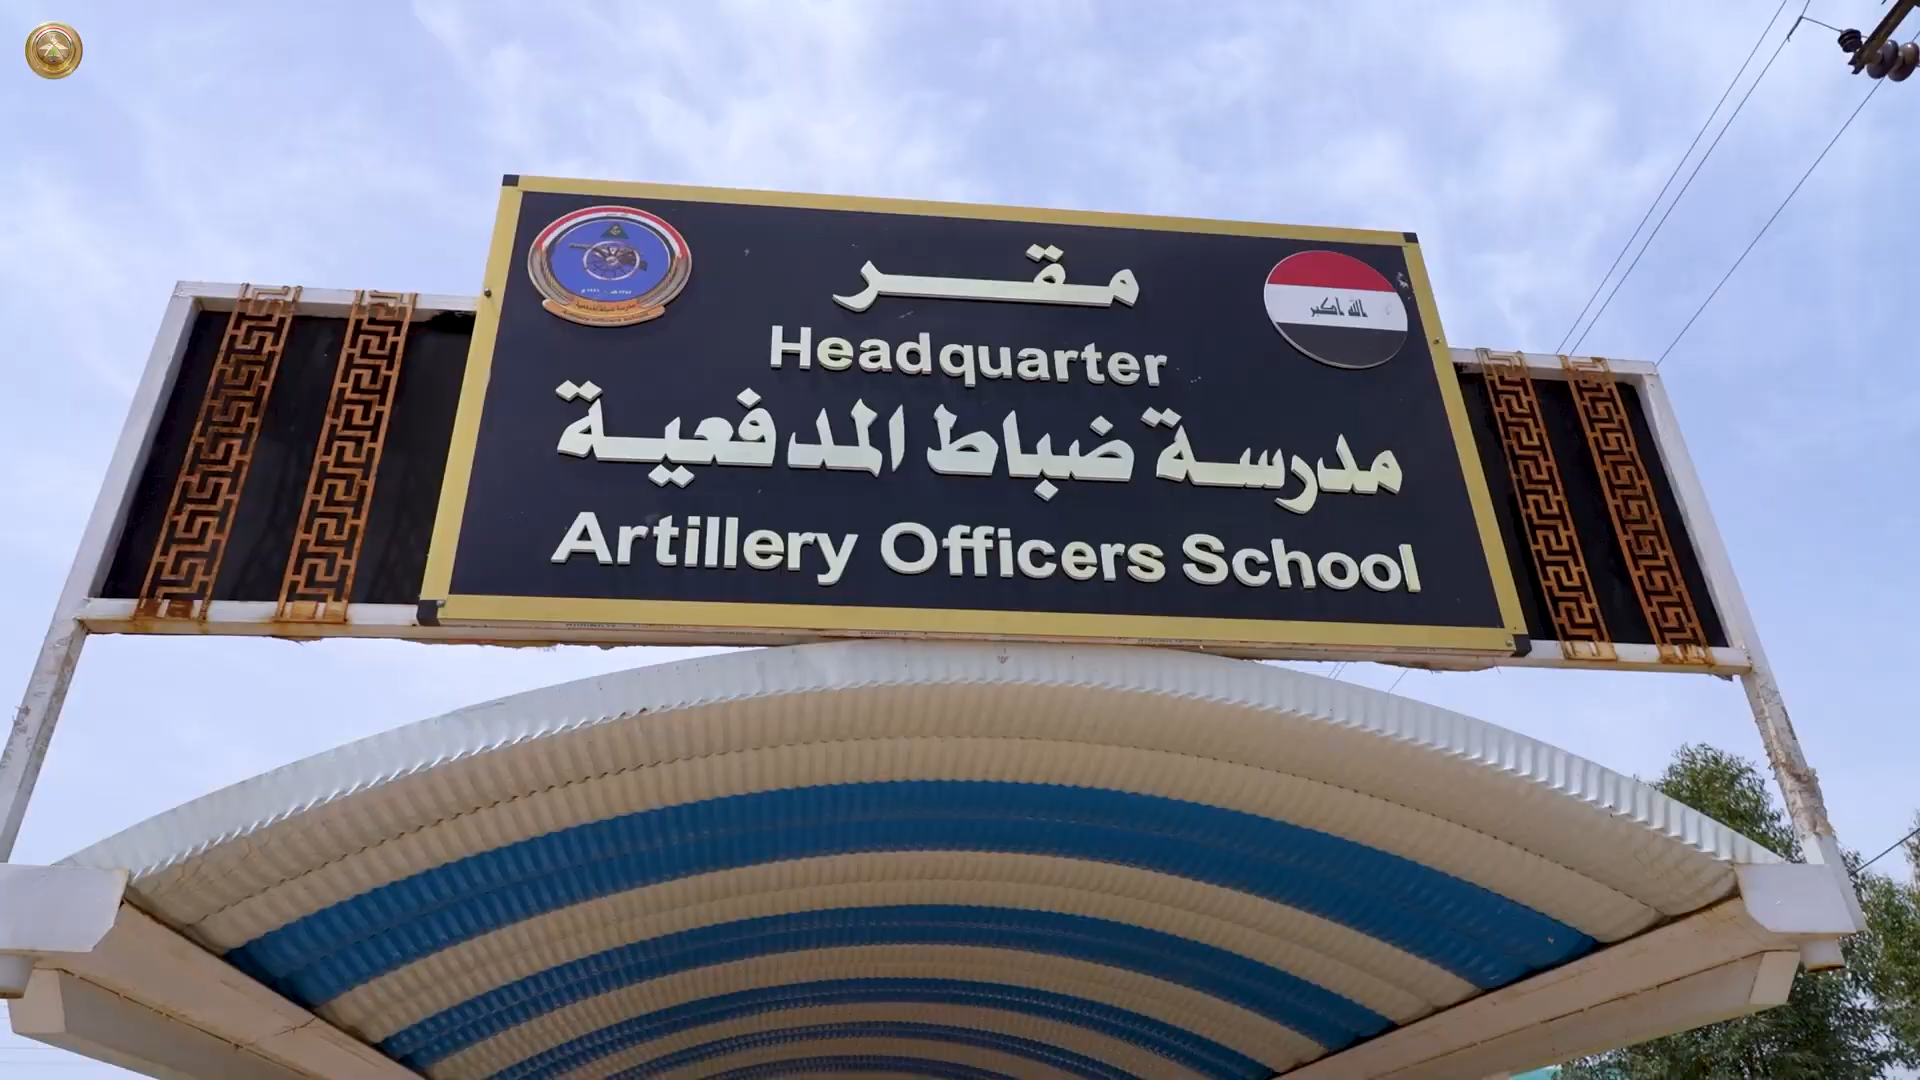 مقر
Headquarter
مدرسة ضباط المدفعية
Artillery Officers School
الله اكبر